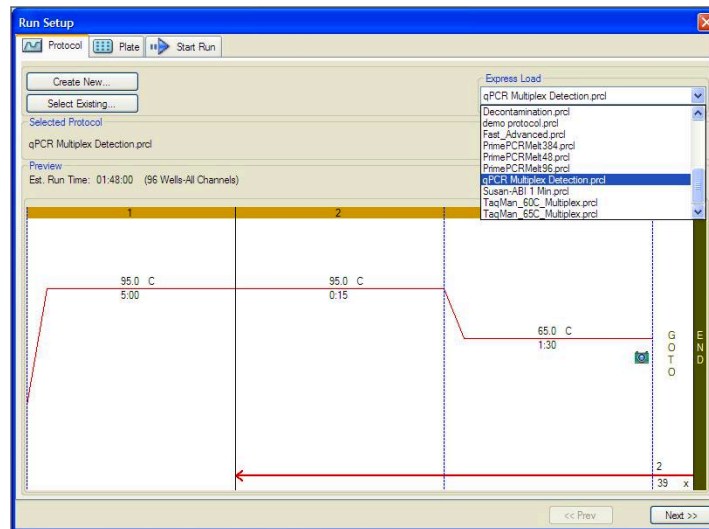 Run Setup
Protocol
Plate
Start Run
Create New...
Select Existing...
Express Load
qPCR Multiplex Detection.prcl
Decontamination.prcl
demo protocol.prcl
Fast_Advanced.prcl
PrimePCRMelt384.prcl
PrimePCRMelt48.prcl
PrimePCRMelt96.prcl
qPCR Multiplex Detection.prcl
Susan-ABI 1 Min.prcl
TaqMan_60C_Multiplex.prcl
TaqMan_65C_Multiplex.prcl
Selected Protocol
qPCR Multiplex Detection.prcl
Preview
Est. Run Time: 01:48:00 (96 Wells-All Channels)
1
2
95.0 C
5:00
95.0 C
0:15
65.0 C
1:30
GOTO
END
2
39 x
<< Prev
Next >>